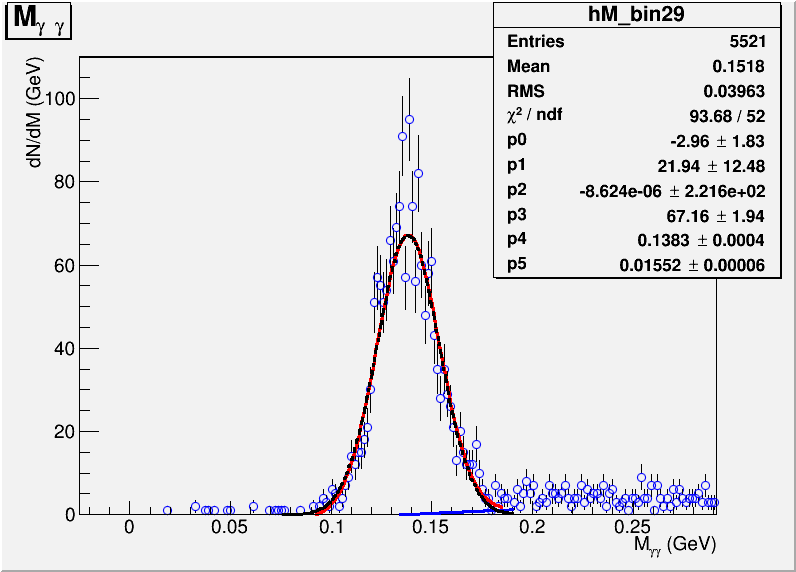 M γ γ
hM_bin29
Entries 5521
Mean 0.1518
RMS 0.03963
χ² / ndf 93.68 / 52
p0 -2.96 ± 1.83
p1 21.94 ± 12.48
p2 -8.624e-06 ± 2.216e+02
p3 67.16 ± 1.94
p4 0.1383 ± 0.0004
p5 0.01552 ± 0.00006
dN/dM (GeV)
100
80
60
40
20
0
0 0.05 0.1 0.15 0.2 0.25
Mγγ (GeV)